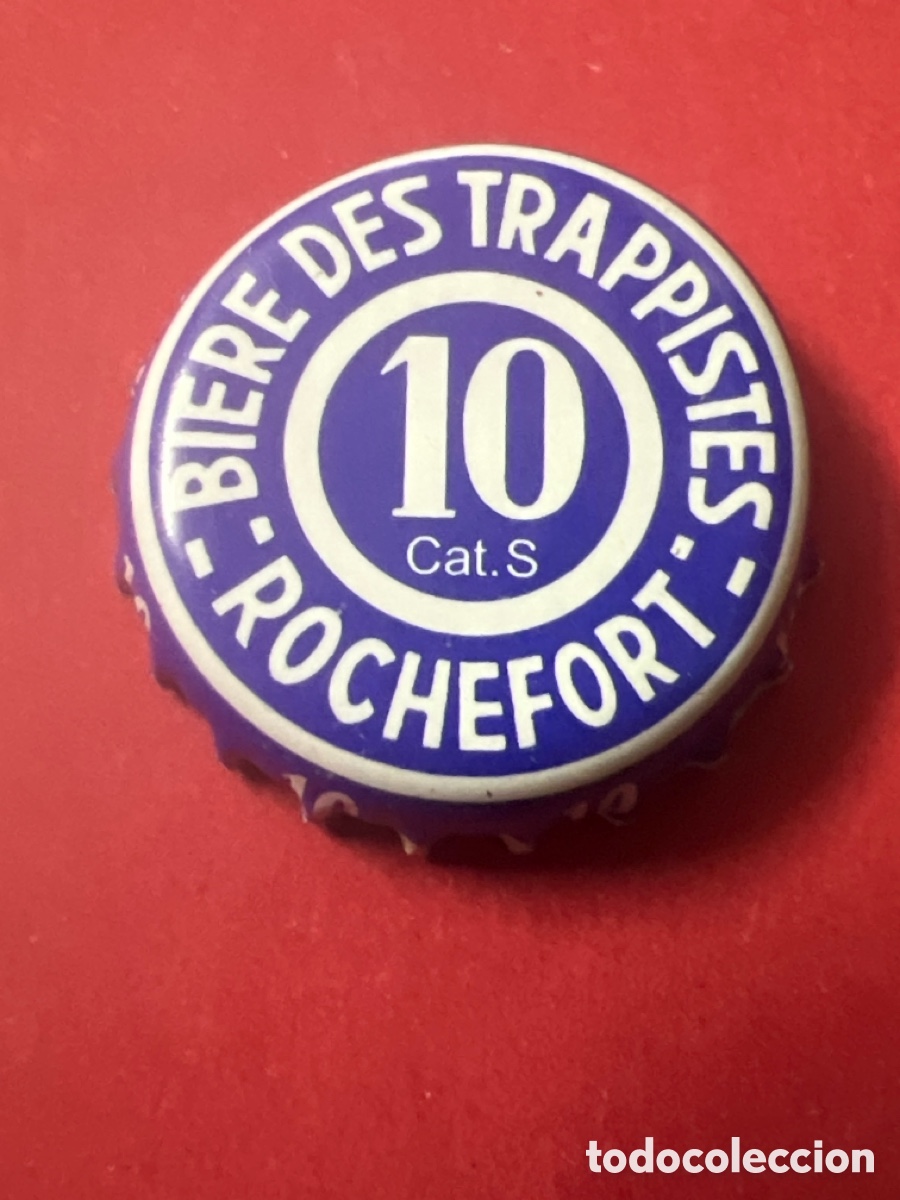 - BIERE DES TRAPPISTES -
· ROCHEFORT ·
10
Cat. S
todocoleccion